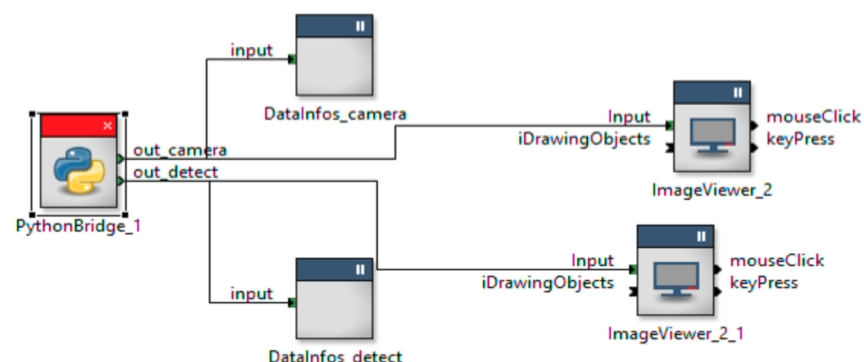 input
DataInfos_camera
Input
mouseClick
iDrawingObjects
keyPress
ImageViewer_2
out_camera
out_detect
PythonBridge_1
Input
mouseClick
iDrawingObjects
keyPress
ImageViewer_2_1
input
DataInfos_detect